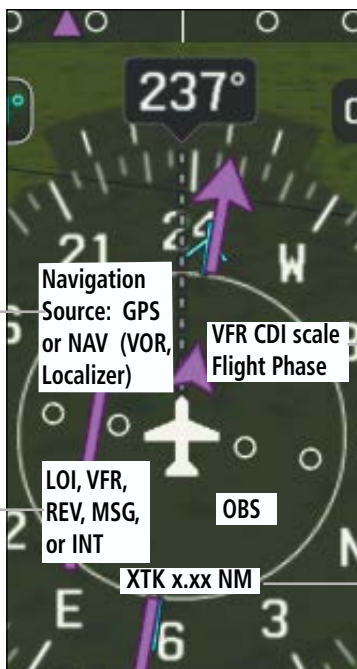 237°
21
24
W
Navigation
Source: GPS
or NAV (VOR,
Localizer)
VFR CDI scale
Flight Phase
LOI, VFR,
REV, MSG,
or INT
OBS
XTK x.xx NM
E
6
3
N